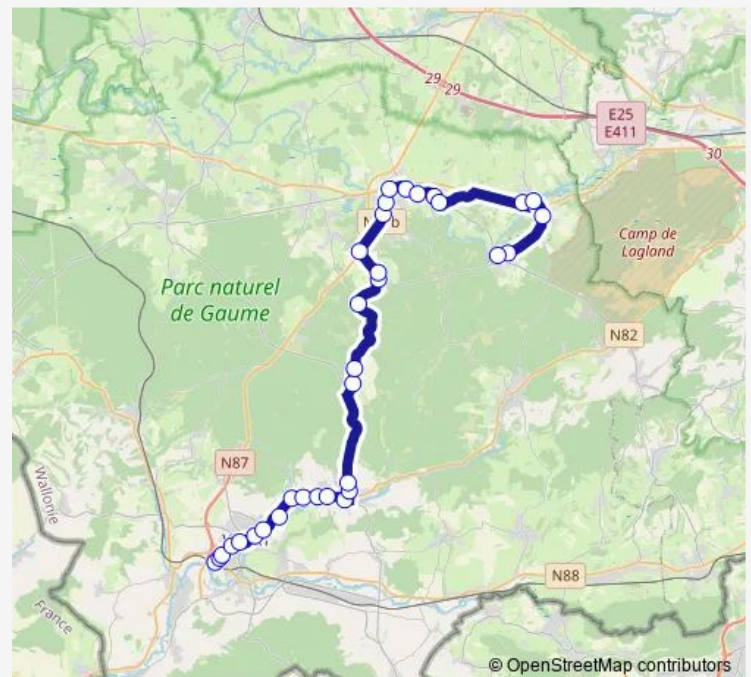 29
29
E25
E411
30
Camp de
Lagland
Parc naturel
de Gaume
N82
N87
Wallonie
France
N88
© OpenStreetMap contributors